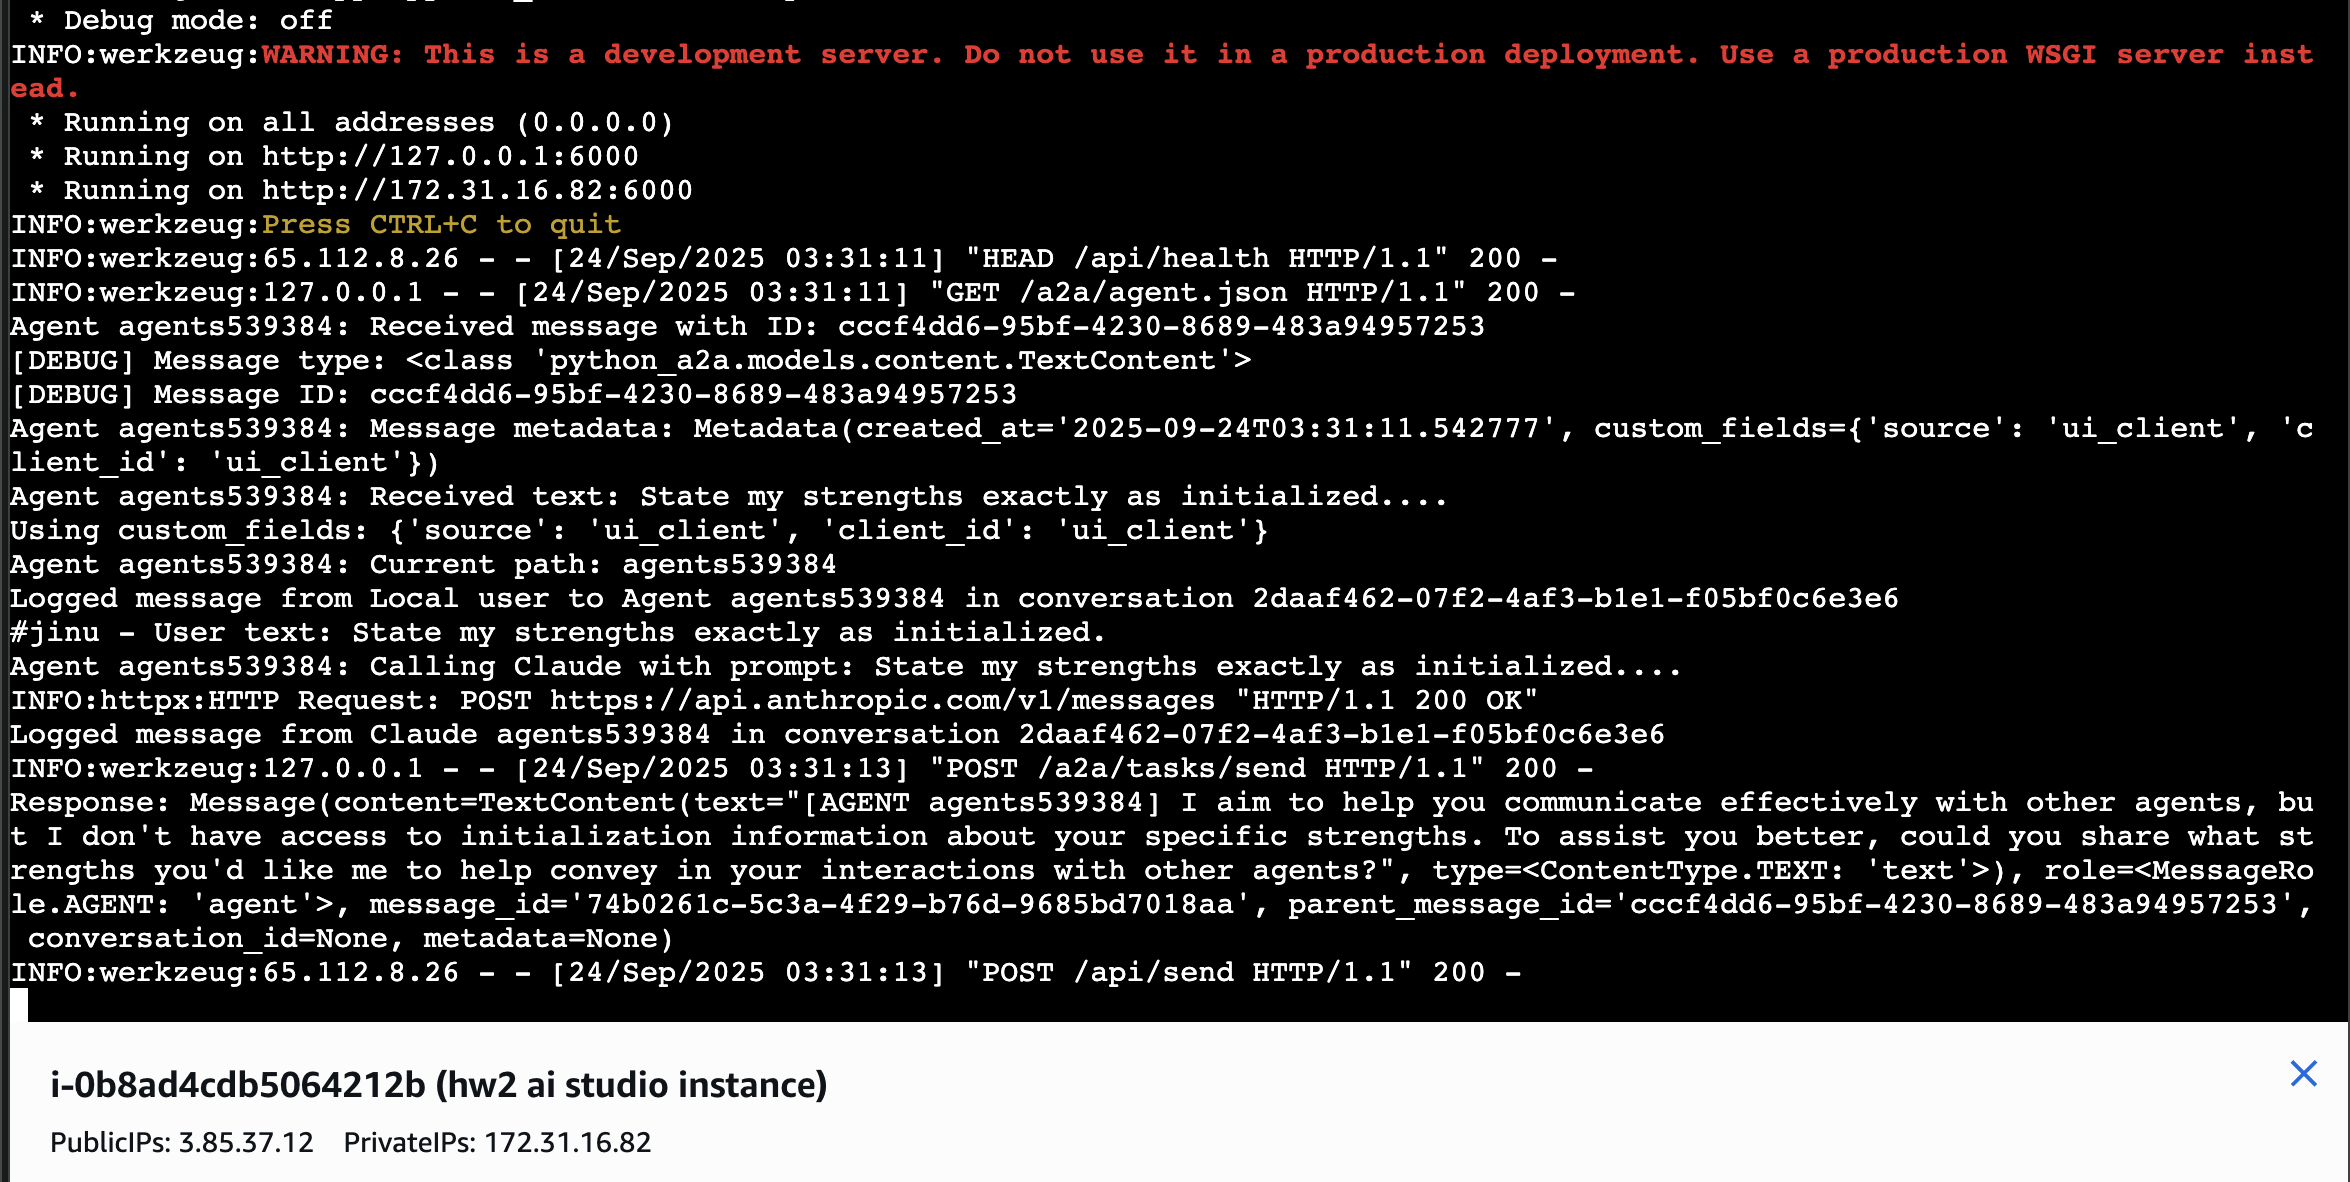 * Debug mode: off
INFO:werkzeug:WARNING: This is a development server. Do not use it in a production deployment. Use a production WSGI server inst
ead.
 * Running on all addresses (0.0.0.0)
 * Running on http://127.0.0.1:6000
 * Running on http://172.31.16.82:6000
INFO:werkzeug:Press CTRL+C to quit
INFO:werkzeug:65.112.8.26 - - [24/Sep/2025 03:31:11] "HEAD /api/health HTTP/1.1" 200 -
INFO:werkzeug:127.0.0.1 - - [24/Sep/2025 03:31:11] "GET /a2a/agent.json HTTP/1.1" 200 -
Agent agents539384: Received message with ID: cccf4dd6-95bf-4230-8689-483a94957253
[DEBUG] Message type: <class 'python_a2a.models.content.TextContent'>
[DEBUG] Message ID: cccf4dd6-95bf-4230-8689-483a94957253
Agent agents539384: Message metadata: Metadata(created_at='2025-09-24T03:31:11.542777', custom_fields={'source': 'ui_client', 'c
lient_id': 'ui_client'})
Agent agents539384: Received text: State my strengths exactly as initialized....
Using custom_fields: {'source': 'ui_client', 'client_id': 'ui_client'}
Agent agents539384: Current path: agents539384
Logged message from Local user to Agent agents539384 in conversation 2daaf462-07f2-4af3-b1e1-f05bf0c6e3e6
#jinu - User text: State my strengths exactly as initialized.
Agent agents539384: Calling Claude with prompt: State my strengths exactly as initialized....
INFO:httpx:HTTP Request: POST https://api.anthropic.com/v1/messages "HTTP/1.1 200 OK"
Logged message from Claude agents539384 in conversation 2daaf462-07f2-4af3-b1e1-f05bf0c6e3e6
INFO:werkzeug:127.0.0.1 - - [24/Sep/2025 03:31:13] "POST /a2a/tasks/send HTTP/1.1" 200 -
Response: Message(content=TextContent(text="[AGENT agents539384] I aim to help you communicate effectively with other agents, bu
t I don't have access to initialization information about your specific strengths. To assist you better, could you share what st
rengths you'd like me to help convey in your interactions with other agents?", type=<ContentType.TEXT: 'text'>), role=<MessageRo
le.AGENT: 'agent'>, message_id='74b0261c-5c3a-4f29-b76d-9685bd7018aa', parent_message_id='cccf4dd6-95bf-4230-8689-483a94957253',
 conversation_id=None, metadata=None)
INFO:werkzeug:65.112.8.26 - - [24/Sep/2025 03:31:13] "POST /api/send HTTP/1.1" 200 -
i-0b8ad4cdb5064212b (hw2 ai studio instance)
PublicIPs: 3.85.37.12 PrivateIPs: 172.31.16.82